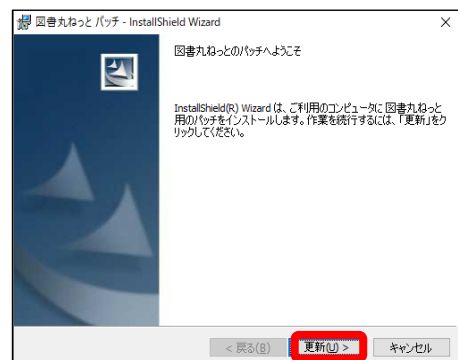 図書丸ねっと パッチ - InstallShield Wizard
図書丸ねっとのパッチへようこそ
InstallShield(R) Wizard は、ご利用のコンピュータに 図書丸ねっと
用のパッチをインストールします。作業を続行するには、「更新」をク
リックしてください。
< 戻る(B) 更新(U) > キャンセル